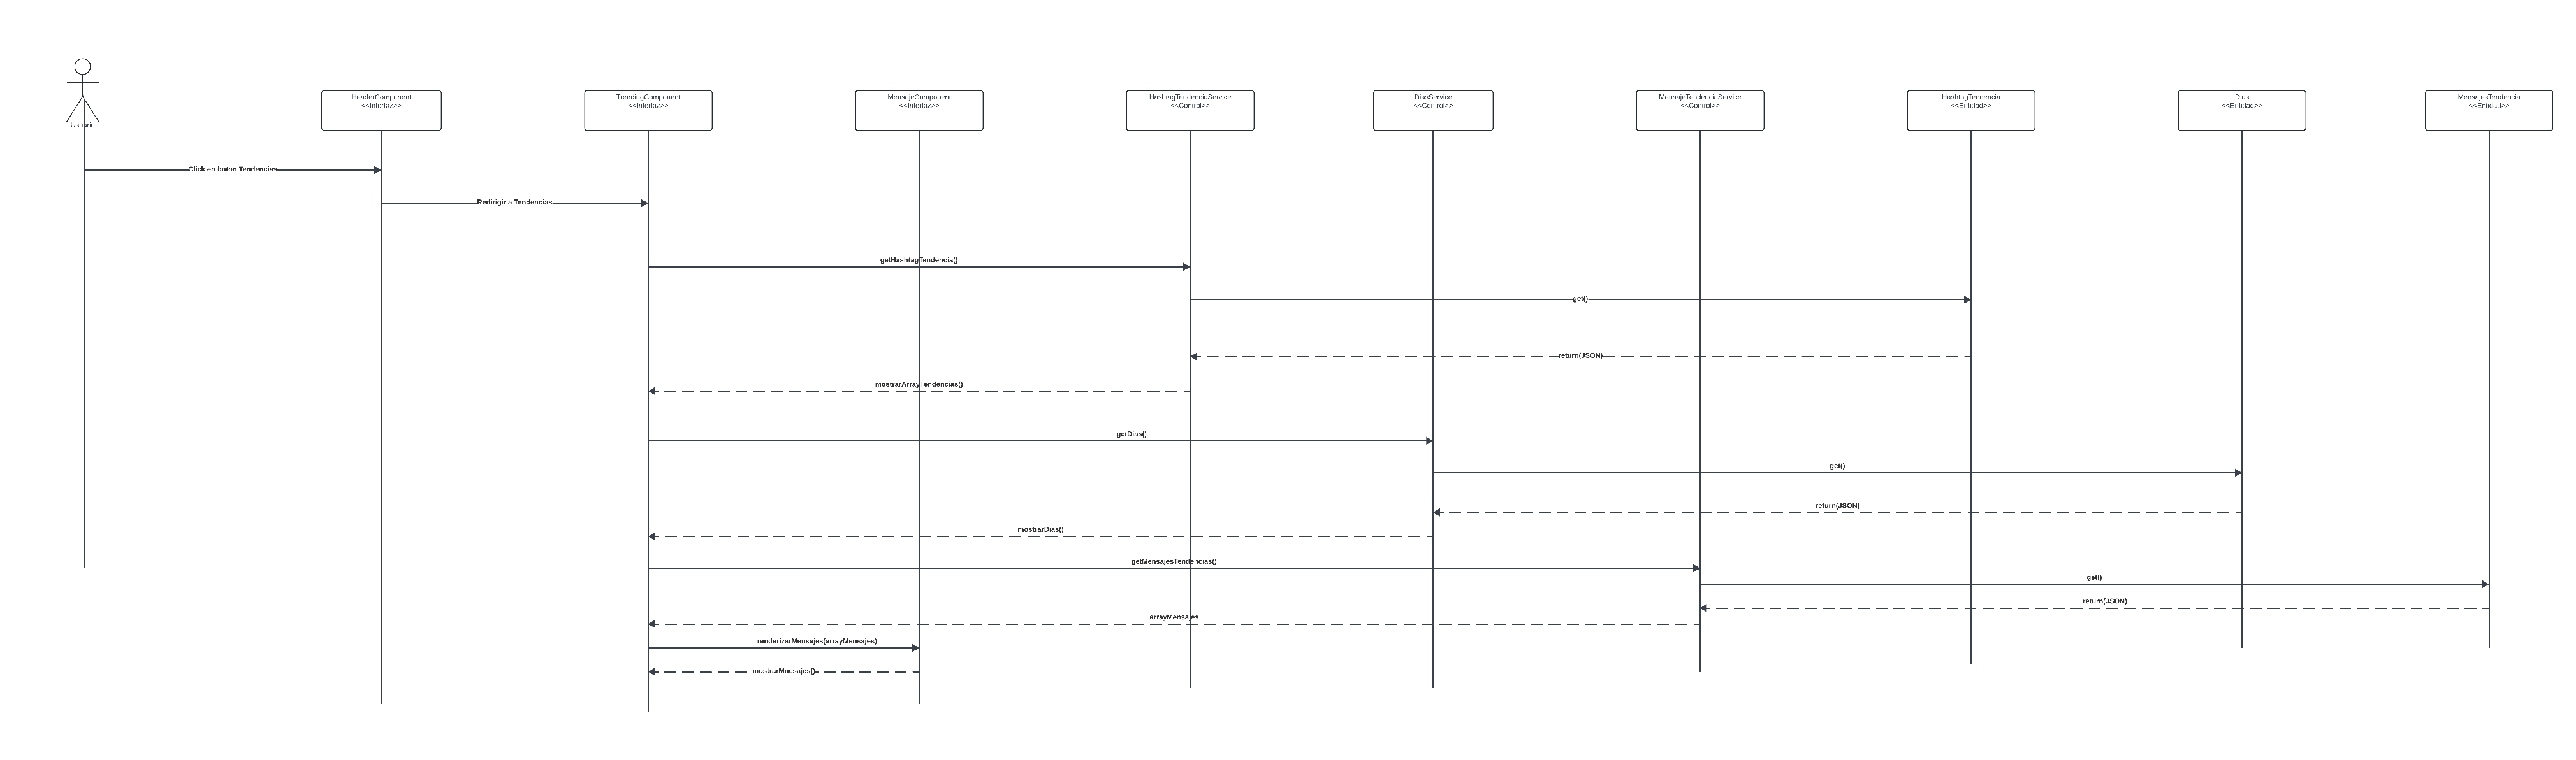 Usuario
HeaderComponent
<<Interfaz>>
TrendingComponent
<<Interfaz>>
MensajeComponent
<<Interfaz>>
HashtagTendenciaService
<<Control>>
DiasService
<<Control>>
MensajeTendenciaService
<<Control>>
HashtagTendencia
<<Entidad>>
Dias
<<Entidad>>
MensajesTendencia
<<Entidad>>
Click en boton Tendencias
Redirigir a Tendencias
getHashtagTendencia()
get()
return(JSON)
mostrarArrayTendencias()
getDias()
get()
return(JSON)
mostrarDias()
getMensajesTendencias()
get()
return(JSON)
arrayMensajes
renderizarMensajes(arrayMensajes)
mostrarMnesajes()